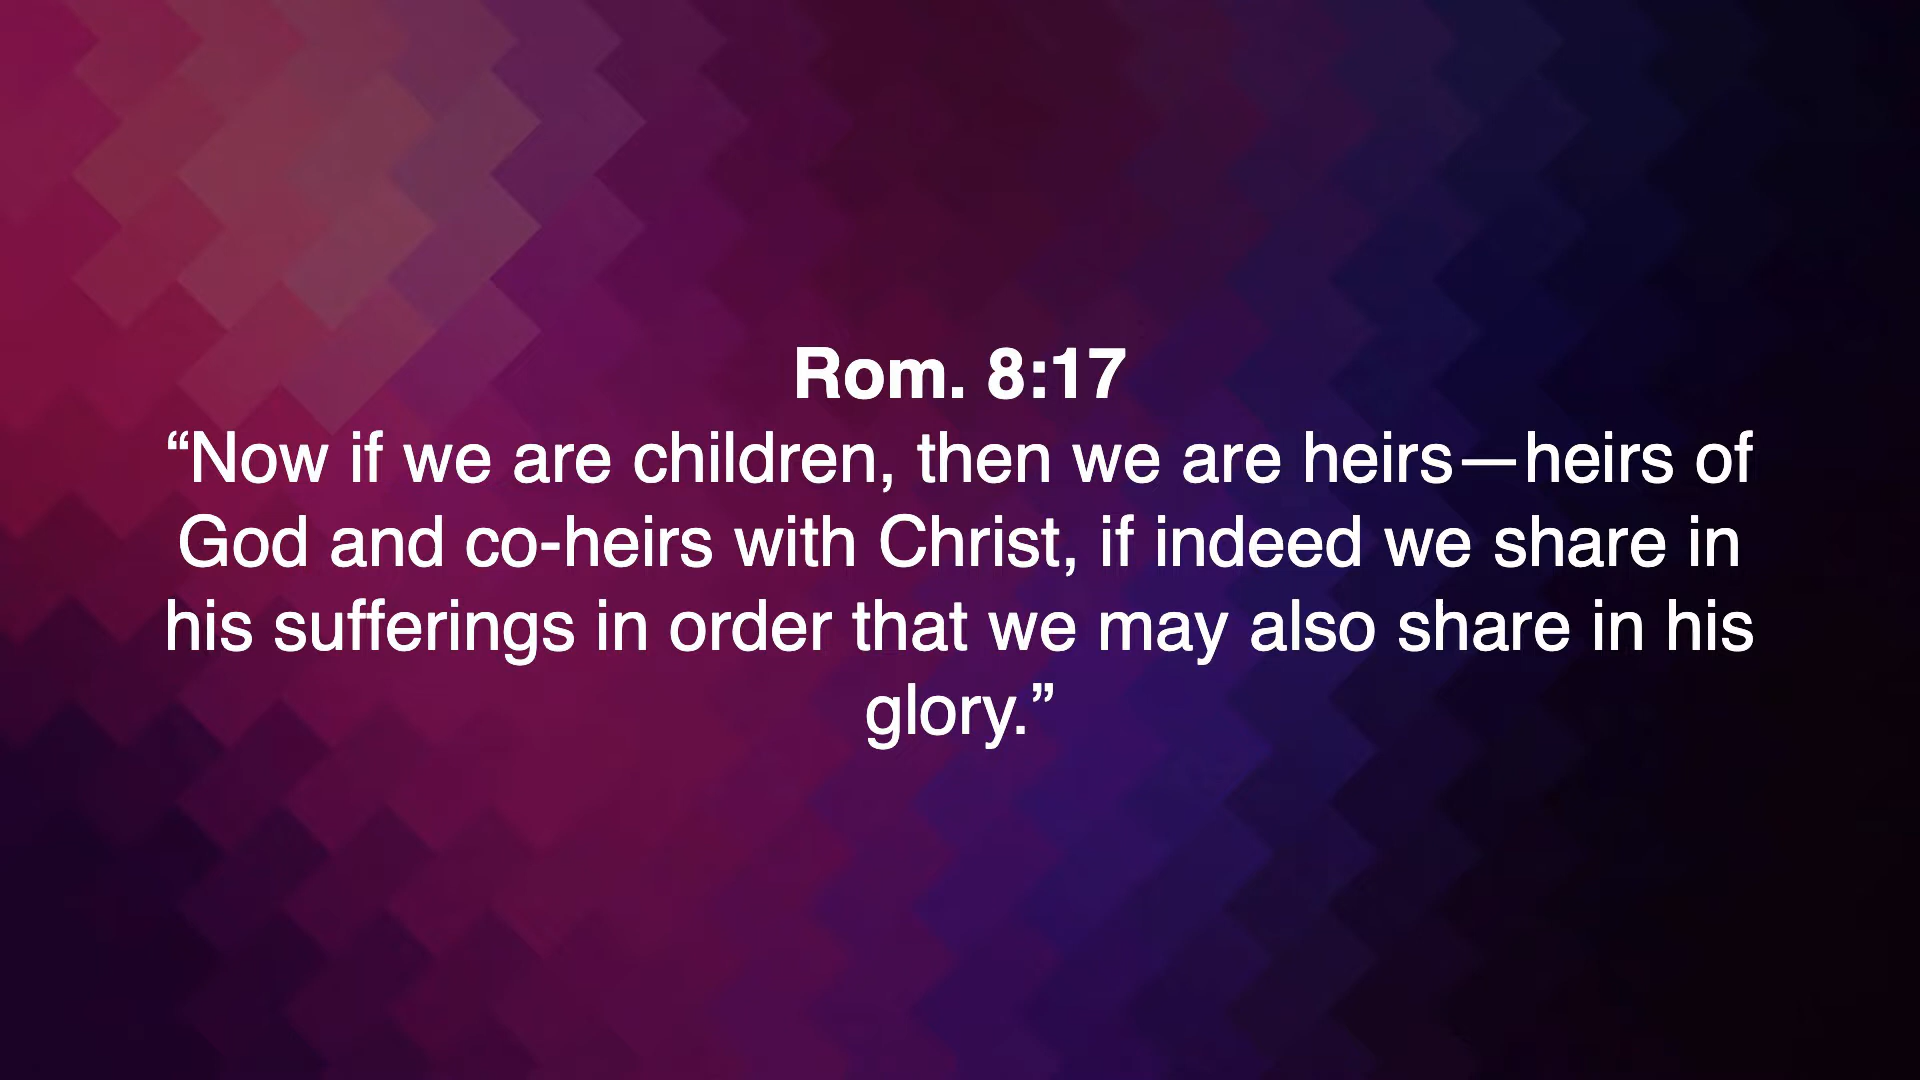 Rom. 8:17
“Now if we are children, then we are heirs—heirs of
God and co-heirs with Christ, if indeed we share in
his sufferings in order that we may also share in his
glory.”